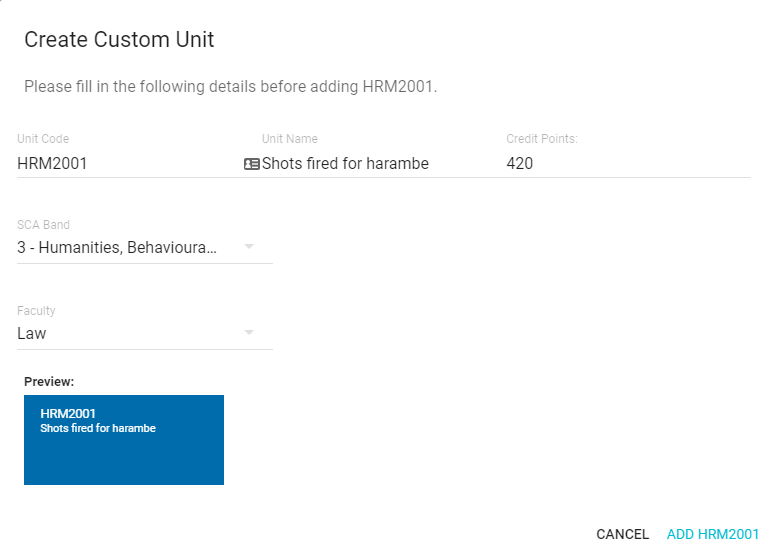 Create Custom Unit
Please fill in the following details before adding HRM2001.
Unit Code Unit Name Credit Points:
HRM2001 Shots fired for harambe 420
SCA Band
3 - Humanities, Behavioura...
Faculty
Law
Preview:
HRM2001
Shots fired for harambe
CANCEL ADD HRM2001